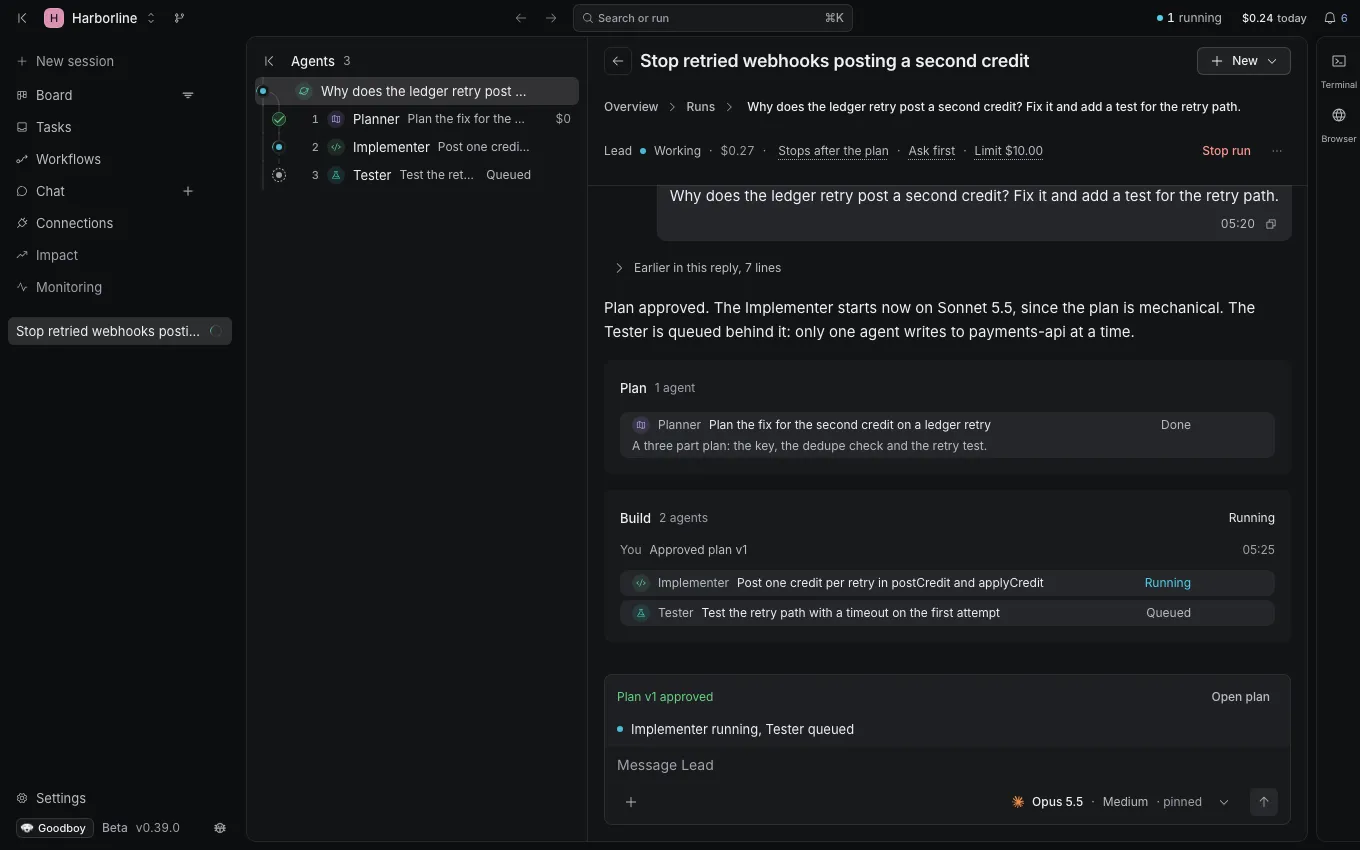 H Harborline
Search or run ⌘K
1 running $0.24 today 6
New session
Board
Tasks
Workflows
Chat
Connections
Impact
Monitoring
Stop retried webhooks posti...
Settings
Goodboy Beta v0.39.0
Agents 3
Why does the ledger retry post ...
1 Planner Plan the fix for the ... $0
2 Implementer Post one credi...
3 Tester Test the ret... Queued
Stop retried webhooks posting a second credit
New
Overview Runs Why does the ledger retry post a second credit? Fix it and add a test for the retry path.
Lead Working · $0.27 · Stops after the plan · Ask first · Limit $10.00 Stop run ...
Why does the ledger retry post a second credit? Fix it and add a test for the retry path.
05:20
Earlier in this reply, 7 lines
Plan approved. The Implementer starts now on Sonnet 5.5, since the plan is mechanical. The
Tester is queued behind it: only one agent writes to payments-api at a time.
Plan 1 agent
Planner Plan the fix for the second credit on a ledger retry Done
A three part plan: the key, the dedupe check and the retry test.
Build 2 agents Running
You Approved plan v1 05:25
Implementer Post one credit per retry in postCredit and applyCredit Running
Tester Test the retry path with a timeout on the first attempt Queued
Plan v1 approved Open plan
Implementer running, Tester queued
Message Lead
Opus 5.5 · Medium · pinned
Terminal
Browser